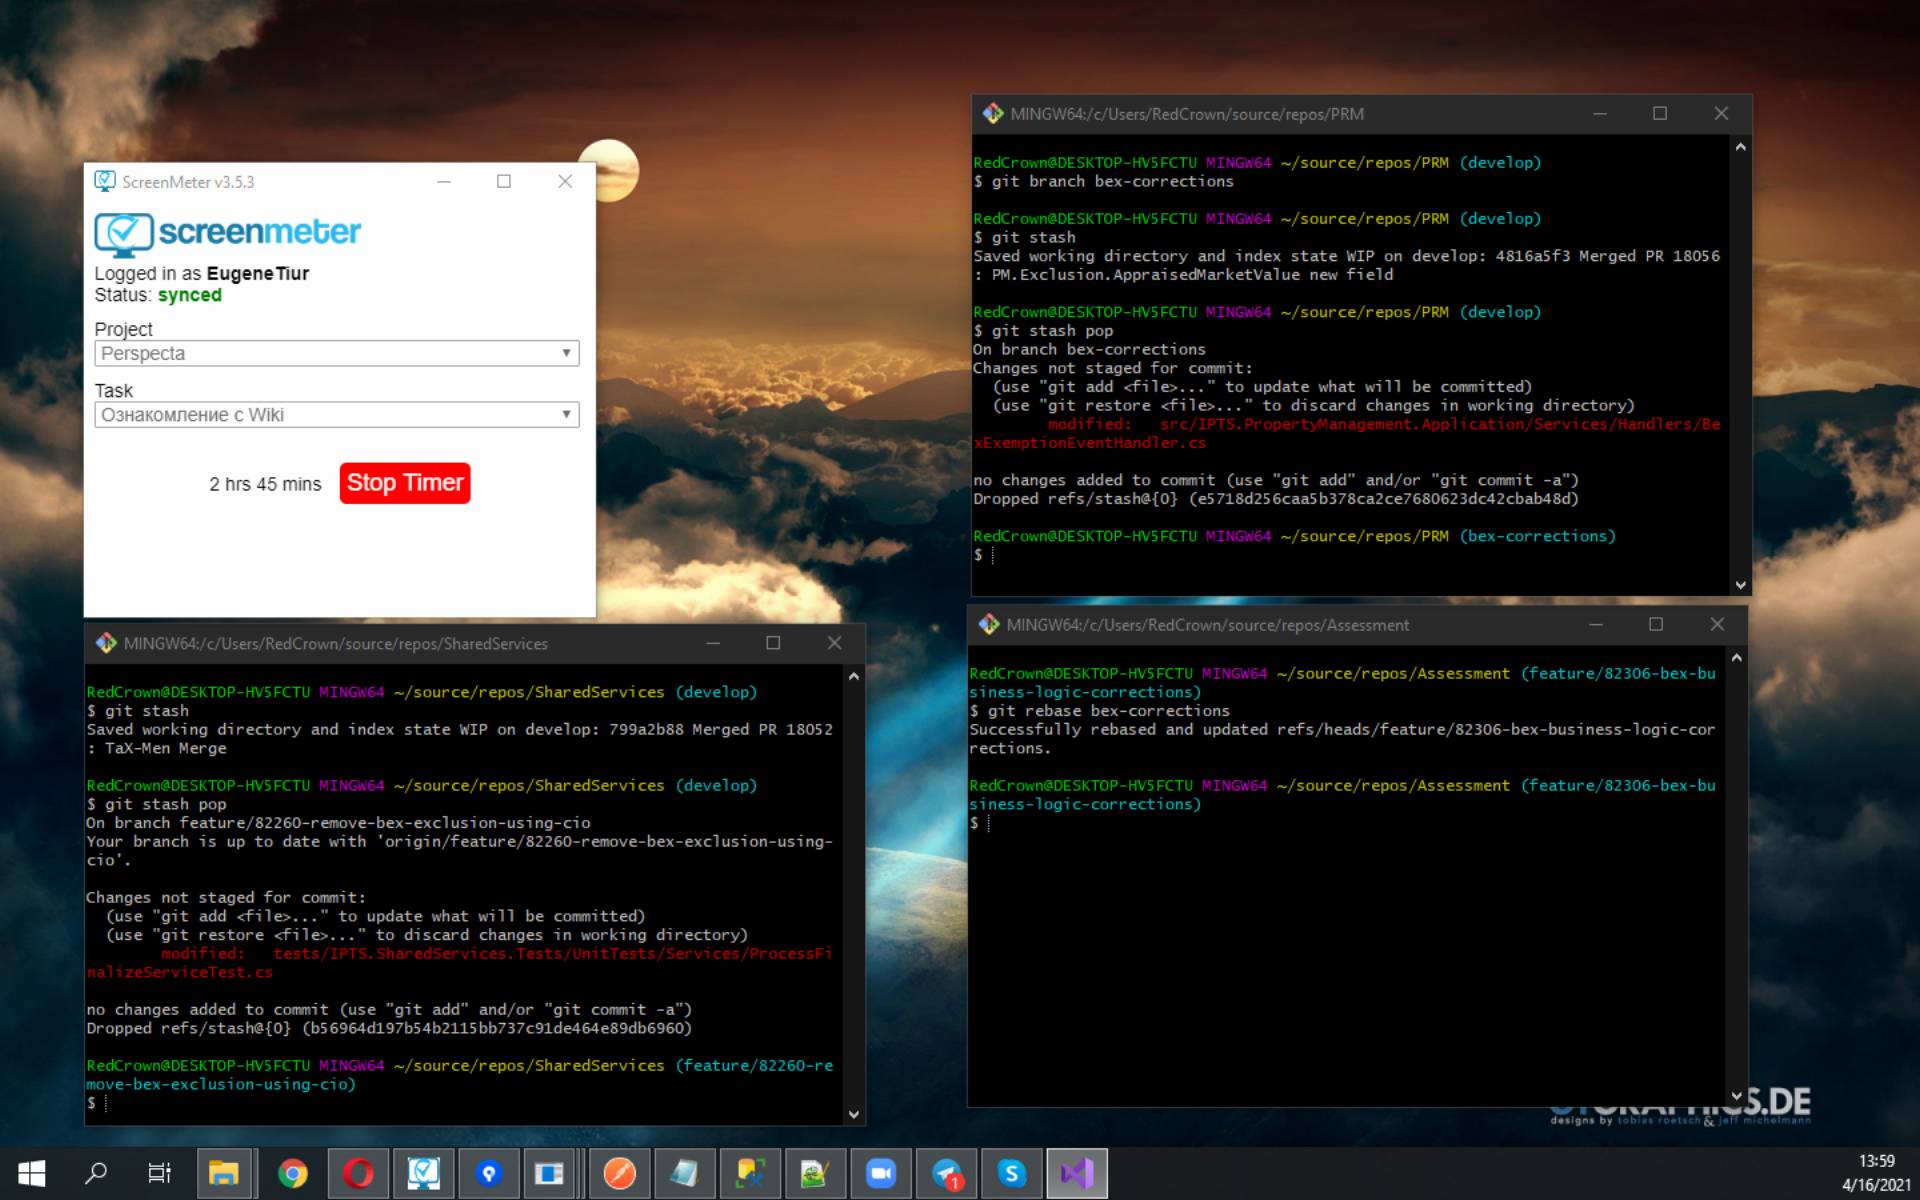 ScreenMeter v3.5.3
screenmeter
Logged in as EugeneTiur
Status: synced
Project
Perspecta
Task
Ознакомление с Wiki
2 hrs 45 mins
Stop Timer
MINGW64:/c/Users/RedCrown/source/repos/PRM
RedCrown@DESKTOP-HV5FCTU MINGW64 ~/source/repos/PRM (develop)
$ git branch bex-corrections
RedCrown@DESKTOP-HV5FCTU MINGW64 ~/source/repos/PRM (develop)
$ git stash
Saved working directory and index state WIP on develop: 4816a5f3 Merged PR 18056
: PM.Exclusion.AppraisedMarketValue new field
RedCrown@DESKTOP-HV5FCTU MINGW64 ~/source/repos/PRM (develop)
$ git stash pop
On branch bex-corrections
Changes not staged for commit:
(use "git add <file>..." to update what will be committed)
(use "git restore <file>..." to discard changes in working directory)
modified: src/IPTS.PropertyManagement.Application/Services/Handlers/Be
xExemptionEventHandler.cs
no changes added to commit (use "git add" and/or "git commit -a")
Dropped refs/stash@{0} (e5718d256caa5b378ca2ce7680623dc42cbab48d)
RedCrown@DESKTOP-HV5FCTU MINGW64 ~/source/repos/PRM (bex-corrections)
$
MINGW64:/c/Users/RedCrown/source/repos/SharedServices
RedCrown@DESKTOP-HV5FCTU MINGW64 ~/source/repos/SharedServices (develop)
$ git stash
Saved working directory and index state WIP on develop: 799a2b88 Merged PR 18052
: TaX-Men Merge
RedCrown@DESKTOP-HV5FCTU MINGW64 ~/source/repos/SharedServices (develop)
$ git stash pop
On branch feature/82260-remove-bex-exclusion-using-cio
Your branch is up to date with 'origin/feature/82260-remove-bex-exclusion-using-
cio'.
Changes not staged for commit:
(use "git add <file>..." to update what will be committed)
(use "git restore <file>..." to discard changes in working directory)
modified: tests/IPTS.SharedServices.Tests/UnitTests/Services/ProcessFi
nalizeServiceTest.cs
no changes added to commit (use "git add" and/or "git commit -a")
Dropped refs/stash@{0} (b56964d197b54b2115bb737c91de464e89db6960)
RedCrown@DESKTOP-HV5FCTU MINGW64 ~/source/repos/SharedServices (feature/82260-re
move-bex-exclusion-using-cio)
$
MINGW64:/c/Users/RedCrown/source/repos/Assessment
RedCrown@DESKTOP-HV5FCTU MINGW64 ~/source/repos/Assessment (feature/82306-bex-bu
siness-logic-corrections)
$ git rebase bex-corrections
Successfully rebased and updated refs/heads/feature/82306-bex-business-logic-cor
rections.
RedCrown@DESKTOP-HV5FCTU MINGW64 ~/source/repos/Assessment (feature/82306-bex-bu
siness-logic-corrections)
$
S.DE
designs by tobias roetsch & jeff michelmann
1
13:59
4/16/2021